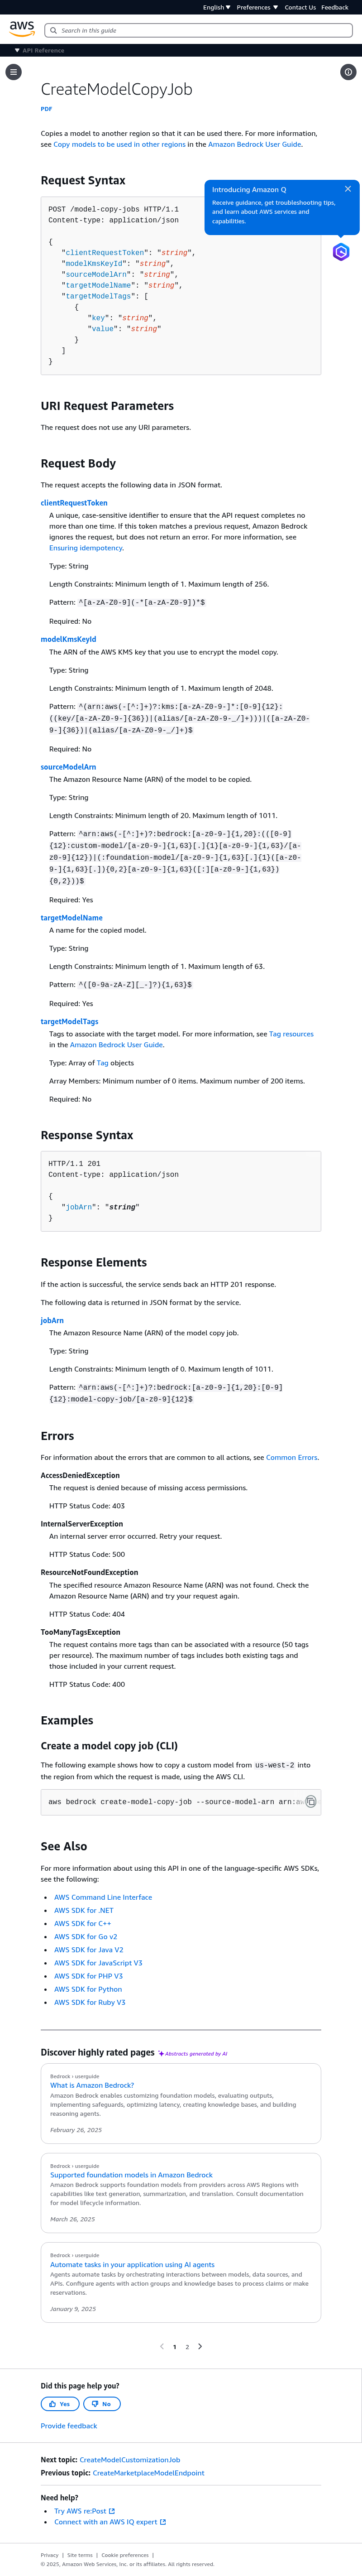 English
Preferences
Contact Us
Feedback
aws
Search in this guide
API Reference
CreateModelCopyJob
PDF
Copies a model to another region so that it can be used there. For more information,
see Copy models to be used in other regions in the Amazon Bedrock User Guide.
Request Syntax
Introducing Amazon Q
Receive guidance, get troubleshooting tips,
and learn about AWS services and
capabilities.
POST /model-copy-jobs HTTP/1.1
Content-type: application/json
{
"clientRequestToken": "string",
"modelKmsKeyId": "string",
"sourceModelArn": "string",
"targetModelName": "string",
"targetModelTags": [
{
"key": "string",
"value": "string"
}
]
}
URI Request Parameters
The request does not use any URI parameters.
Request Body
The request accepts the following data in JSON format.
clientRequestToken
A unique, case-sensitive identifier to ensure that the API request completes no
more than one time. If this token matches a previous request, Amazon Bedrock
ignores the request, but does not return an error. For more information, see
Ensuring idempotency.
Type: String
Length Constraints: Minimum length of 1. Maximum length of 256.
Pattern: ^[a-zA-Z0-9](-*[a-zA-Z0-9])*$
Required: No
modelKmsKeyId
The ARN of the AWS KMS key that you use to encrypt the model copy.
Type: String
Length Constraints: Minimum length of 1. Maximum length of 2048.
Pattern: ^(arn:aws(-[^:]+)?:kms:[a-zA-Z0-9-]*:[0-9]{12}:
((key/[a-zA-Z0-9-]{36})|(alias/[a-zA-Z0-9-_/]+)))|([a-zA-Z0-
9-]{36})|(alias/[a-zA-Z0-9-_/]+)$
Required: No
sourceModelArn
The Amazon Resource Name (ARN) of the model to be copied.
Type: String
Length Constraints: Minimum length of 20. Maximum length of 1011.
Pattern: ^arn:aws(-[^:]+)?:bedrock:[a-z0-9-]{1,20}:(([0-9]
{12}:custom-model/[a-z0-9-]{1,63}[.]{1}[a-z0-9-]{1,63}/[a-
z0-9]{12})|(:foundation-model/[a-z0-9-]{1,63}[.]{1}([a-z0-
9-]{1,63}[.]){0,2}[a-z0-9-]{1,63}([:][a-z0-9-]{1,63})
{0,2}))$
Required: Yes
targetModelName
A name for the copied model.
Type: String
Length Constraints: Minimum length of 1. Maximum length of 63.
Pattern: ^([0-9a-zA-Z][_-]?){1,63}$
Required: Yes
targetModelTags
Tags to associate with the target model. For more information, see Tag resources
in the Amazon Bedrock User Guide.
Type: Array of Tag objects
Array Members: Minimum number of 0 items. Maximum number of 200 items.
Required: No
Response Syntax
HTTP/1.1 201
Content-type: application/json
{
"jobArn": "string"
}
Response Elements
If the action is successful, the service sends back an HTTP 201 response.
The following data is returned in JSON format by the service.
jobArn
The Amazon Resource Name (ARN) of the model copy job.
Type: String
Length Constraints: Minimum length of 0. Maximum length of 1011.
Pattern: ^arn:aws(-[^:]+)?:bedrock:[a-z0-9-]{1,20}:[0-9]
{12}:model-copy-job/[a-z0-9]{12}$
Errors
For information about the errors that are common to all actions, see Common Errors.
AccessDeniedException
The request is denied because of missing access permissions.
HTTP Status Code: 403
InternalServerException
An internal server error occurred. Retry your request.
HTTP Status Code: 500
ResourceNotFoundException
The specified resource Amazon Resource Name (ARN) was not found. Check the
Amazon Resource Name (ARN) and try your request again.
HTTP Status Code: 404
TooManyTagsException
The request contains more tags than can be associated with a resource (50 tags
per resource). The maximum number of tags includes both existing tags and
those included in your current request.
HTTP Status Code: 400
Examples
Create a model copy job (CLI)
The following example shows how to copy a custom model from us-west-2 into
the region from which the request is made, using the AWS CLI.
aws bedrock create-model-copy-job --source-model-arn arn:aws
See Also
For more information about using this API in one of the language-specific AWS SDKs,
see the following:
• AWS Command Line Interface
• AWS SDK for .NET
• AWS SDK for C++
• AWS SDK for Go v2
• AWS SDK for Java V2
• AWS SDK for JavaScript V3
• AWS SDK for PHP V3
• AWS SDK for Python
• AWS SDK for Ruby V3
Discover highly rated pages Abstracts generated by AI
Bedrock › userguide
What is Amazon Bedrock?
Amazon Bedrock enables customizing foundation models, evaluating outputs,
implementing safeguards, optimizing latency, creating knowledge bases, and building
reasoning agents.
February 26, 2025
Bedrock › userguide
Supported foundation models in Amazon Bedrock
Amazon Bedrock supports foundation models from providers across AWS Regions with
capabilities like text generation, summarization, and translation. Consult documentation
for model lifecycle information.
March 26, 2025
Bedrock › userguide
Automate tasks in your application using AI agents
Agents automate tasks by orchestrating interactions between models, data sources, and
APIs. Configure agents with action groups and knowledge bases to process claims or make
reservations.
January 9, 2025
1 2
Did this page help you?
Yes
No
Provide feedback
Next topic: CreateModelCustomizationJob
Previous topic: CreateMarketplaceModelEndpoint
Need help?
• Try AWS re:Post
• Connect with an AWS IQ expert
Privacy | Site terms | Cookie preferences |
© 2025, Amazon Web Services, Inc. or its affiliates. All rights reserved.